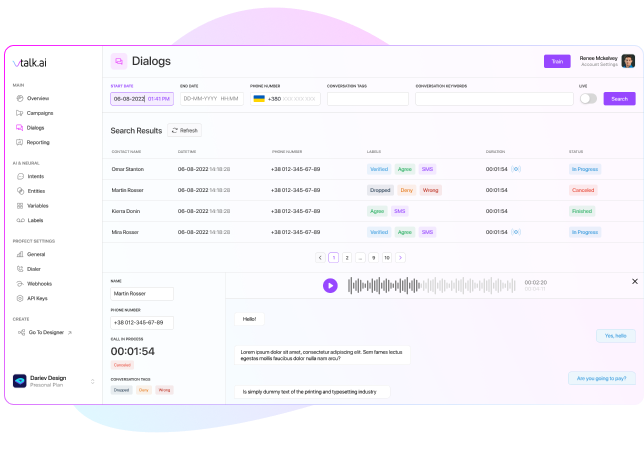 vtalk.ai
Dialogs
Train
Renee Mckelvey
Account Settings
MAIN
Overview
Campaigns
Dialogs
Reporting
AI & NEURAL
Intents
Entities
Variables
Labels
PROJECT SETTINGS
General
Dialer
Webhooks
API Keys
CREATE
Go To Designer
Dariev Design
Personal Plan
START DATE END DATE PHONE NUMBER CONVERSATION TAGS CONVERSATION KEYWORDS LIVE
06-08-2022 01:41 PM DD-MM-YYYY HH:MM +380 Search
Search Results Refresh
CONTACT NAME DATETIME PHONE NUMBER LABELS DURATION STATUS
Omar Stanton 06-08-2022 14:18:28 +38 012-345-67-89 Verified Agree SMS 00:01:54 In Progress
Martin Roeser 06-08-2022 14:18:28 +38 012-345-67-89 Dropped Deny Wrong 00:01:54 Canceled
Kierra Donin 06-08-2022 14:18:28 +38 012-345-67-89 Agree SMS 00:01:54 Finished
Mira Rosser 06-08-2022 14:18:28 +38 012-345-67-89 Verified Agree SMS 00:01:54 In Progress
1 2 ... 9 10
NAME
Martin Rosser
PHONE NUMBER
+38 012-345-67-89
CALL IN PROCESS
00:01:54
Canceled
CONVERSATION TAGS
Dropped Deny Wrong
00:02:20
Hello!
Yes, hello
Lorem ipsum dolor sit amet, consectetur adipiscing elit. Sem fames lectus
egestas mollis faucibus dolor nulla nam arcu?
Are you going to pay?
Is simply dummy text of the printing and typesetting industry